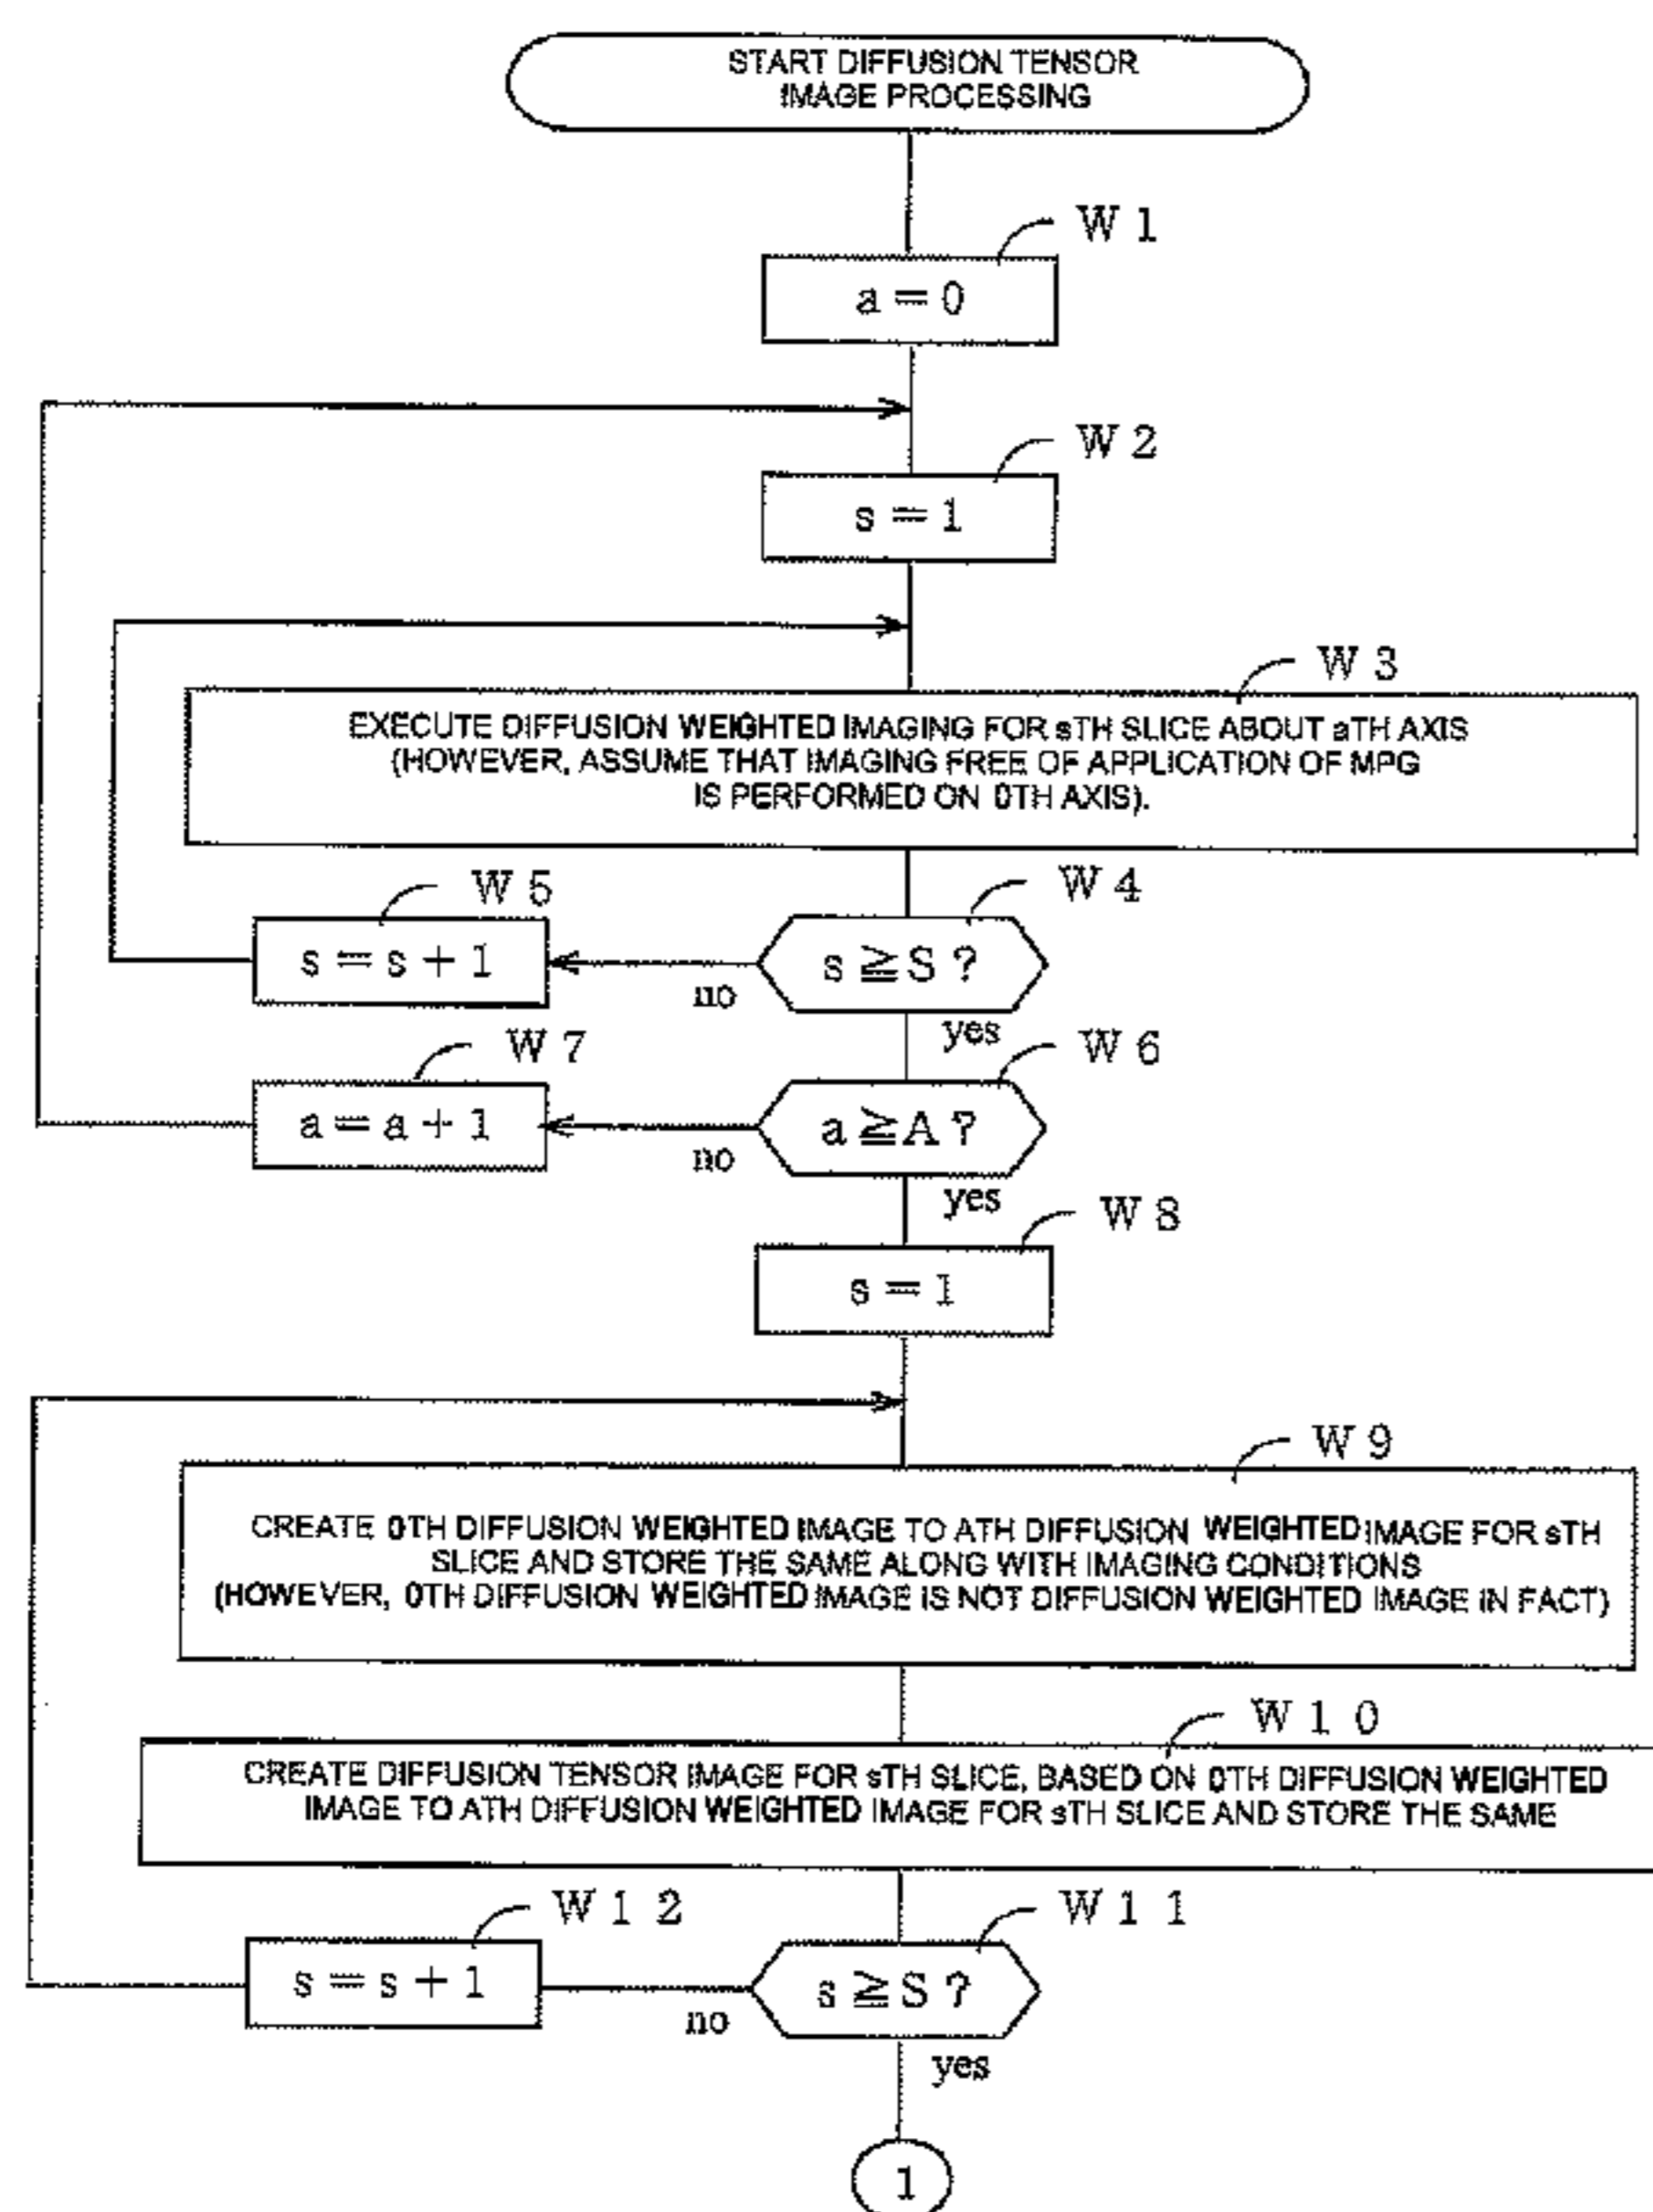 START DIFFUSION TENSOR
IMAGE PROCESSING
W 1
a = 0
W 2
s = 1
W 3
EXECUTE DIFFUSION WEIGHTED IMAGING FOR sTH SLICE ABOUT aTH AXIS
(HOWEVER, ASSUME THAT IMAGING FREE OF APPLICATION OF MPG
IS PERFORMED ON 0TH AXIS).
W 5
W 4
s = s + 1
no
s ≧ S ?
yes
W 7
W 6
a = a + 1
no
a ≧ A ?
yes
W 8
s = 1
W 9
CREATE 0TH DIFFUSION WEIGHTED IMAGE TO ATH DIFFUSION WEIGHTED IMAGE FOR sTH
SLICE AND STORE THE SAME ALONG WITH IMAGING CONDITIONS
(HOWEVER, 0TH DIFFUSION WEIGHTED IMAGE IS NOT DIFFUSION WEIGHTED IMAGE IN FACT)
W 1 0
CREATE DIFFUSION TENSOR IMAGE FOR sTH SLICE, BASED ON 0TH DIFFUSION WEIGHTED
IMAGE TO ATH DIFFUSION WEIGHTED IMAGE FOR sTH SLICE AND STORE THE SAME
W 1 2
W 1 1
s = s + 1
no
s ≧ S ?
yes
1